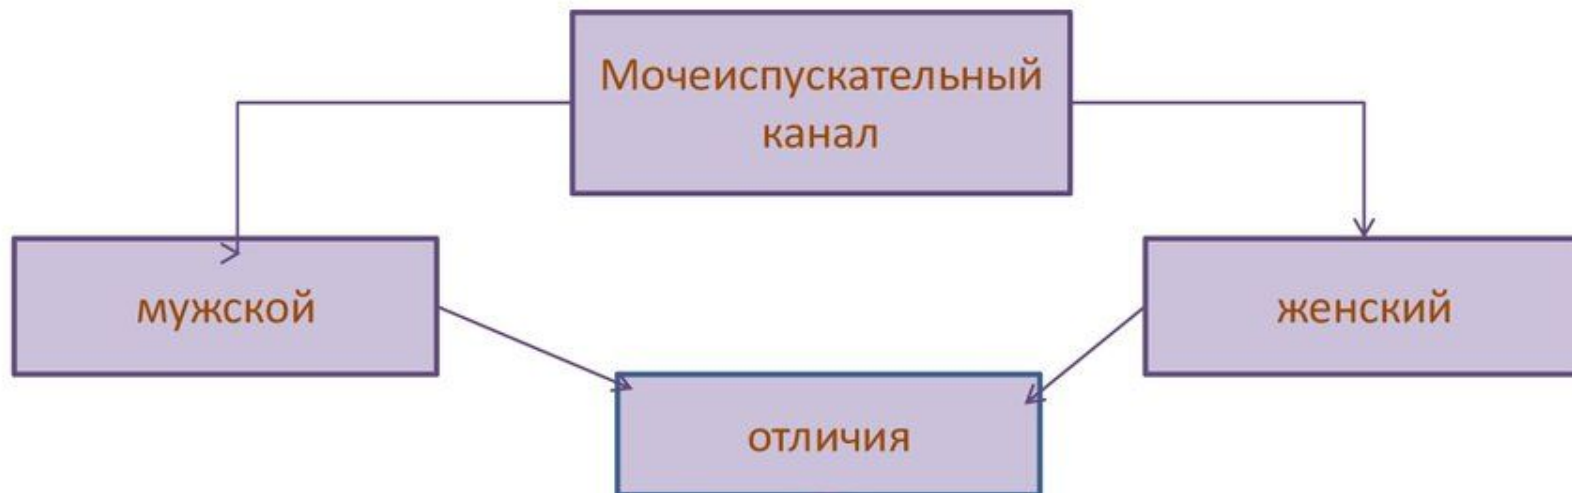 Мочеиспускательный
канал
мужской
женский
отличия